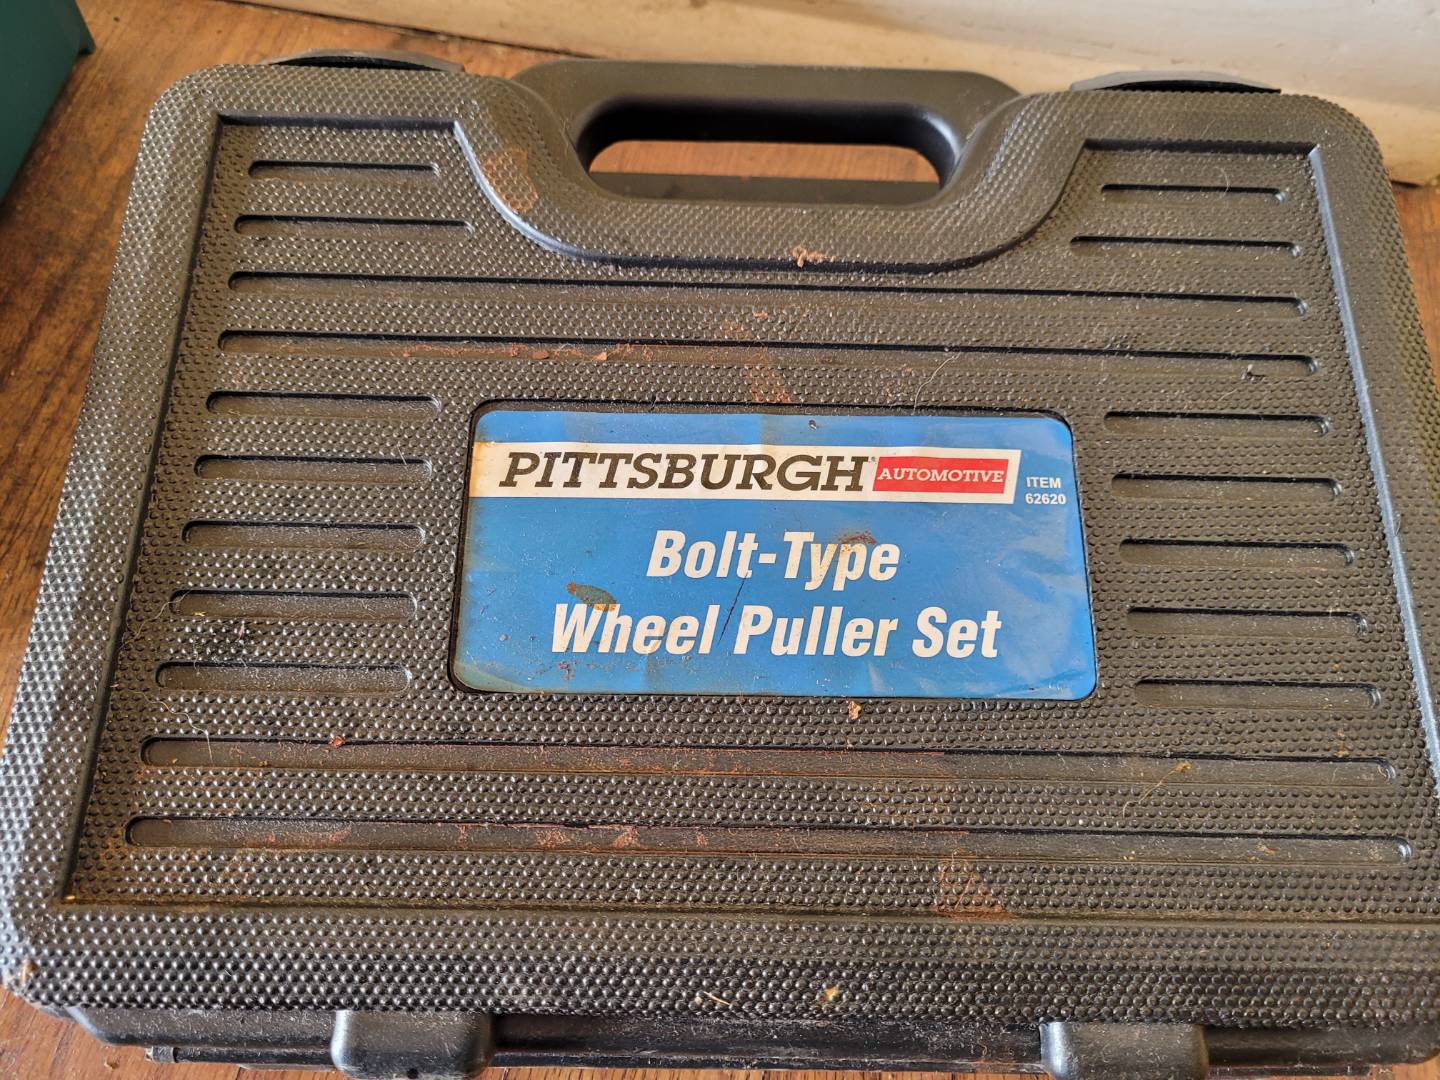 PITTSBURGH® AUTOMOTIVE
ITEM
62620
Bolt-Type
Wheel Puller Set